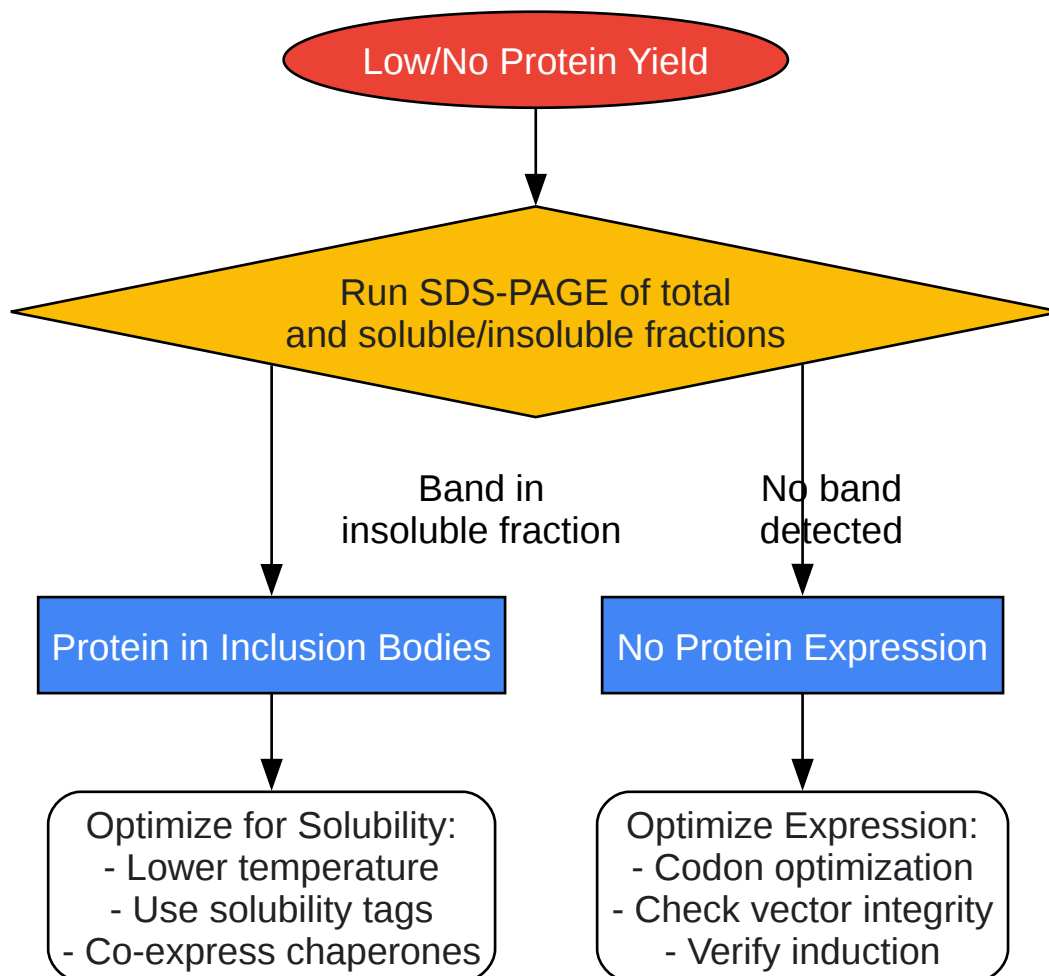 Low/No Protein Yield
Run SDS-PAGE of total
and soluble/insoluble fractions
Band in
insoluble fraction
No band
detected
Protein in Inclusion Bodies
No Protein Expression
Optimize for Solubility:
- Lower temperature
- Use solubility tags
- Co-express chaperones
Optimize Expression:
- Codon optimization
- Check vector integrity
- Verify induction